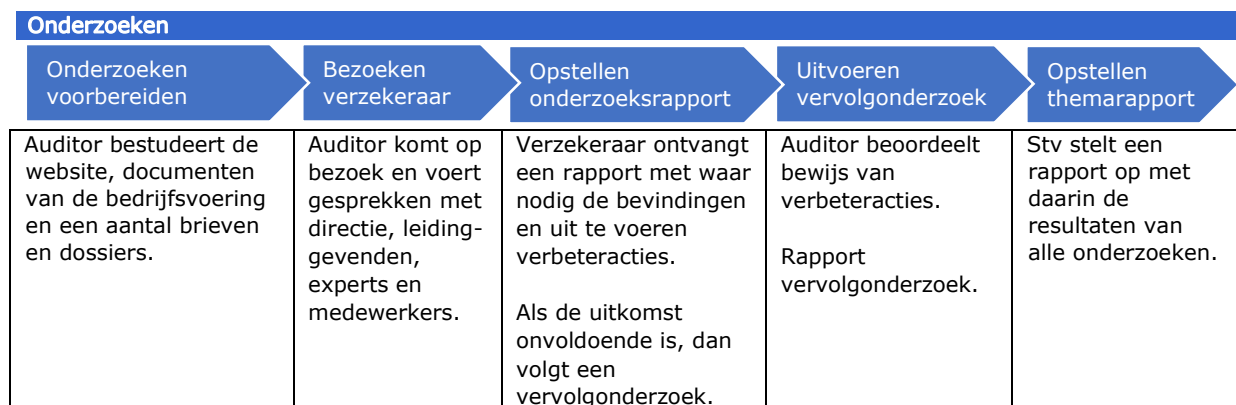 Onderzoeken
Onderzoeken
voorbereiden
Bezoeken
verzekeraar
Opstellen
onderzoeksrapport
Uitvoeren
vervolgonderzoek
Opstellen
themarapport
Auditor bestudeert de
website, documenten
van de bedrijfsvoering
en een aantal brieven
en dossiers.
Auditor komt op
bezoek en voert
gesprekken met
directie, leiding-
gevenden,
experts en
medewerkers.
Verzekeraar ontvangt
een rapport met waar
nodig de bevindingen
en uit te voeren
verbeteracties.
Als de uitkomst
onvoldoende is, dan
volgt een
vervolgonderzoek.
Auditor beoordeelt
bewijs van
verbeteracties.
Rapport
vervolgonderzoek.
Stv stelt een
rapport op met
daarin de
resultaten van
alle onderzoeken.